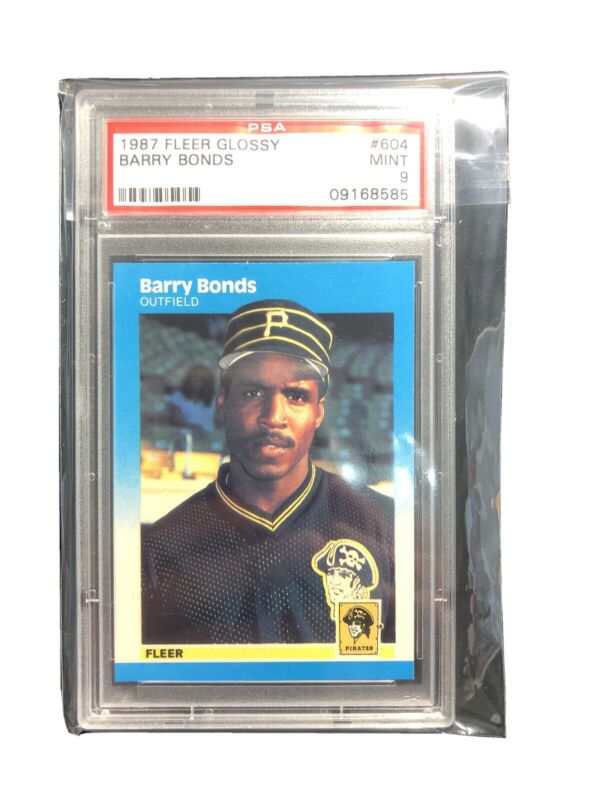 PSA
1987 FLEER GLOSSY #604
BARRY BONDS MINT
9
09168585
Barry Bonds
OUTFIELD
P
FLEER
PIRATES